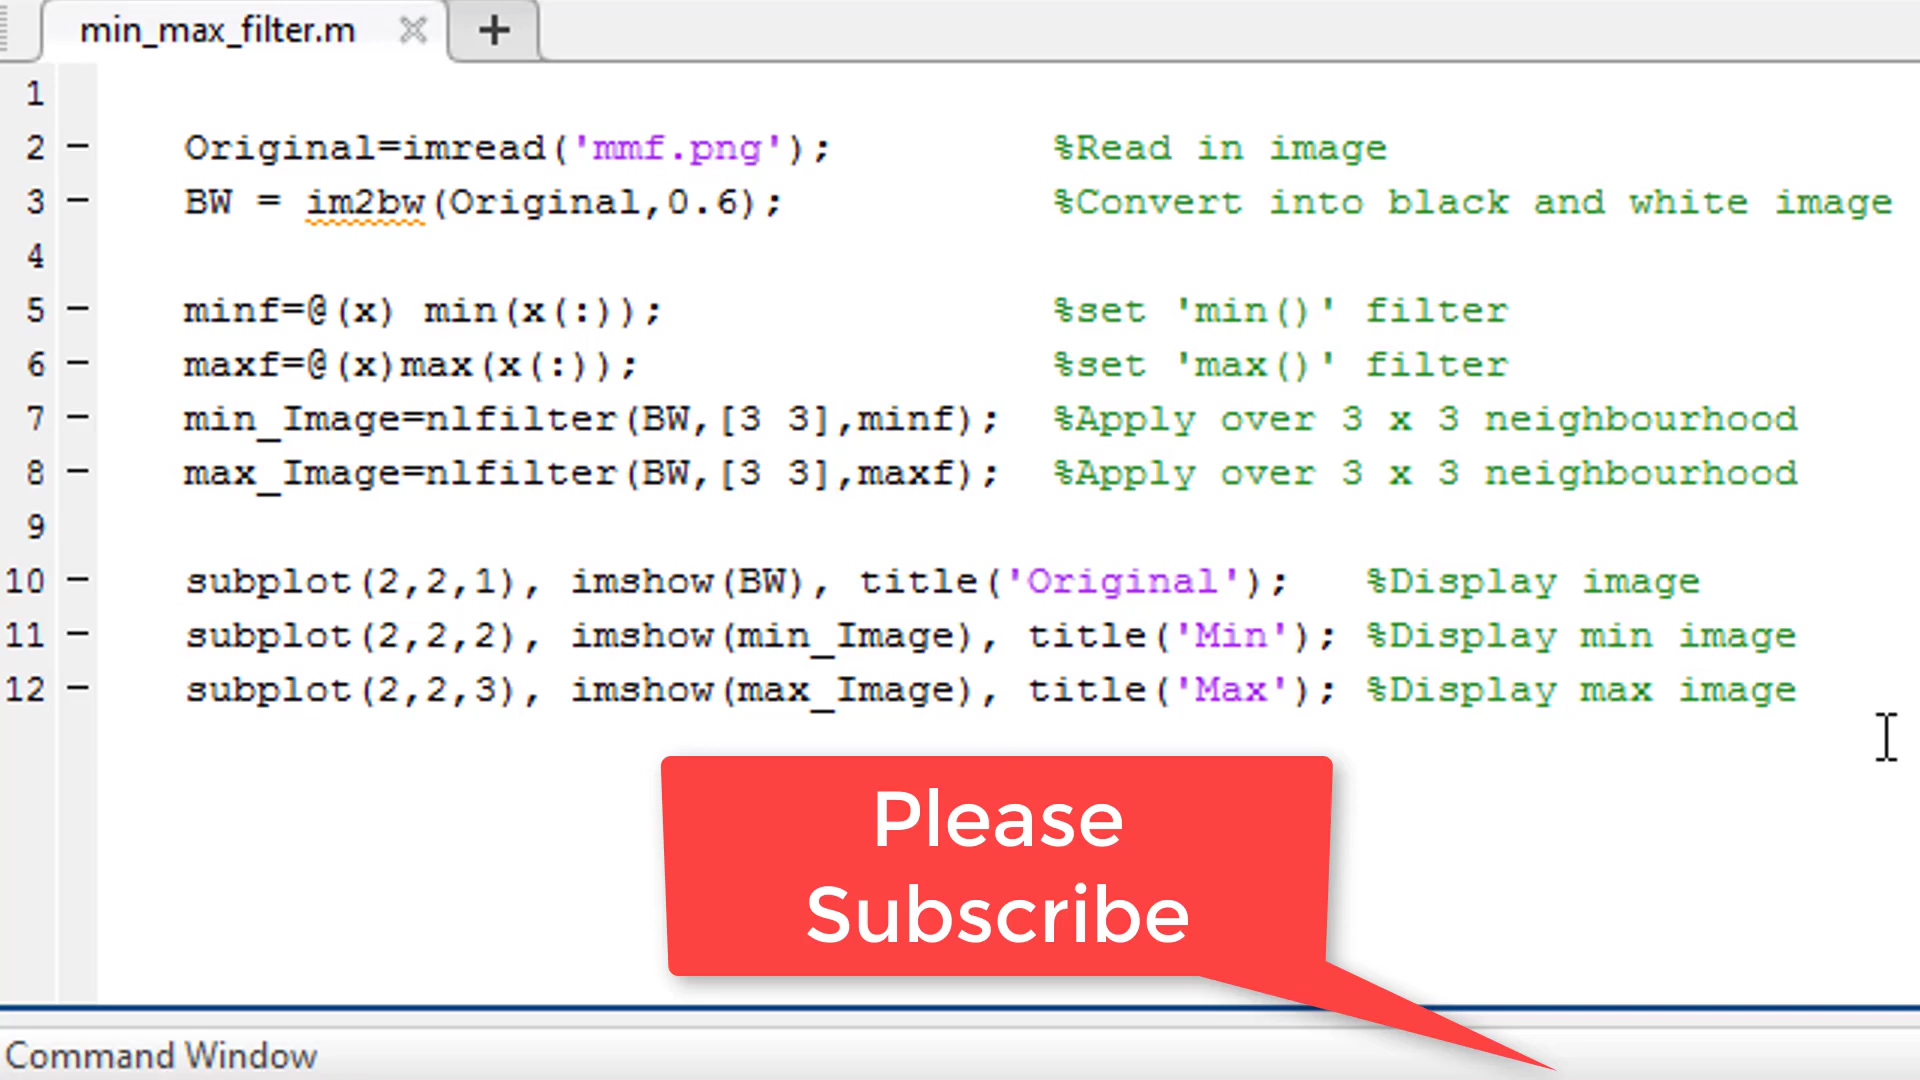 min_max_filter.m
1
2 - Original=imread('mmf.png'); %Read in image
3 - BW = im2bw(Original,0.6); %Convert into black and white image
4
5 - minf=@(x) min(x(:)); %set 'min()' filter
6 - maxf=@(x)max(x(:)); %set 'max()' filter
7 - min_Image=nlfilter(BW,[3 3],minf); %Apply over 3 x 3 neighbourhood
8 - max_Image=nlfilter(BW,[3 3],maxf); %Apply over 3 x 3 neighbourhood
9
10 - subplot(2,2,1), imshow(BW), title('Original'); %Display image
11 - subplot(2,2,2), imshow(min_Image), title('Min'); %Display min image
12 - subplot(2,2,3), imshow(max_Image), title('Max'); %Display max image
Please
Subscribe
Command Window